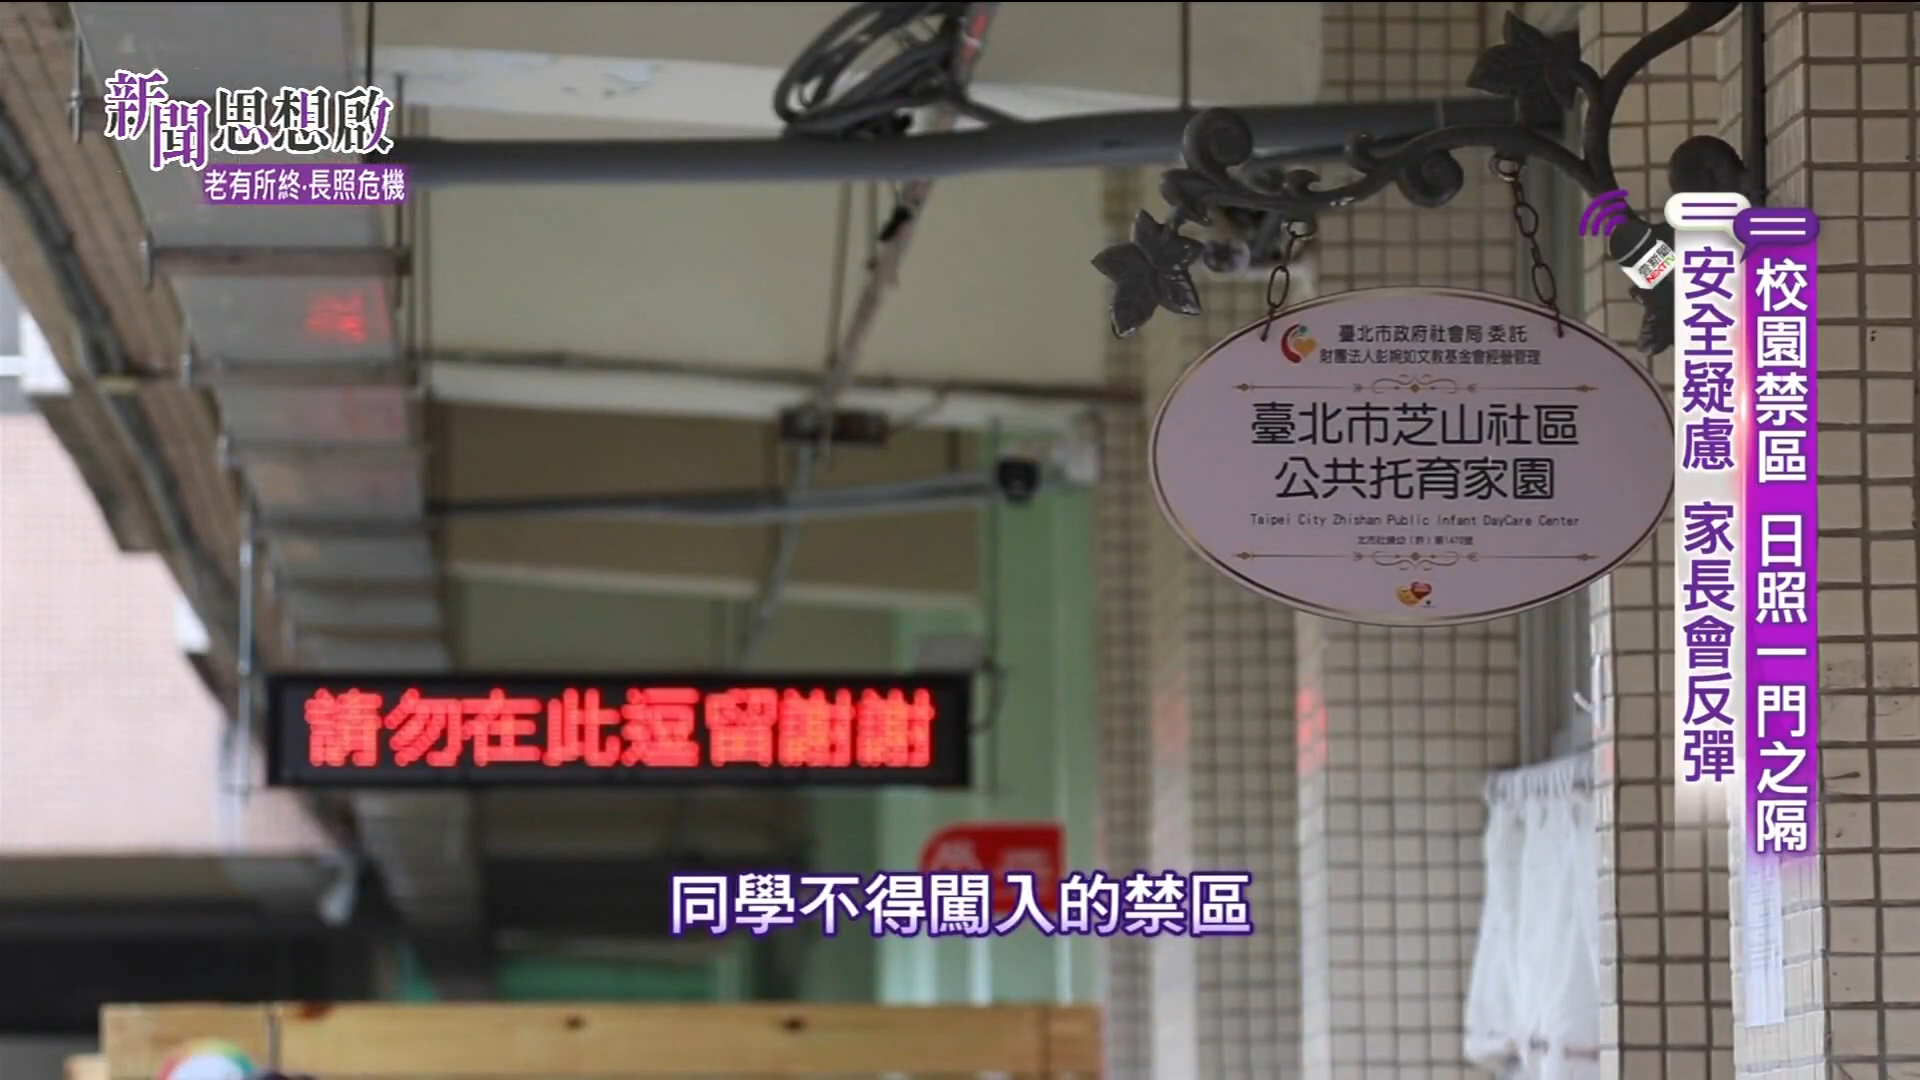 新聞思想啟
老有所終·長照危機
校園禁區 日照一門之隔
安全疑慮 家長會反彈
壹新聞
NEXTTV
臺北市政府社會局 委託
財團法人彭婉如文教基金會經營管理
臺北市芝山社區
公共托育家園
Taipei City Zhishan Public Infant DayCare Center
請勿在此逗留謝謝
同學不得闖入的禁區